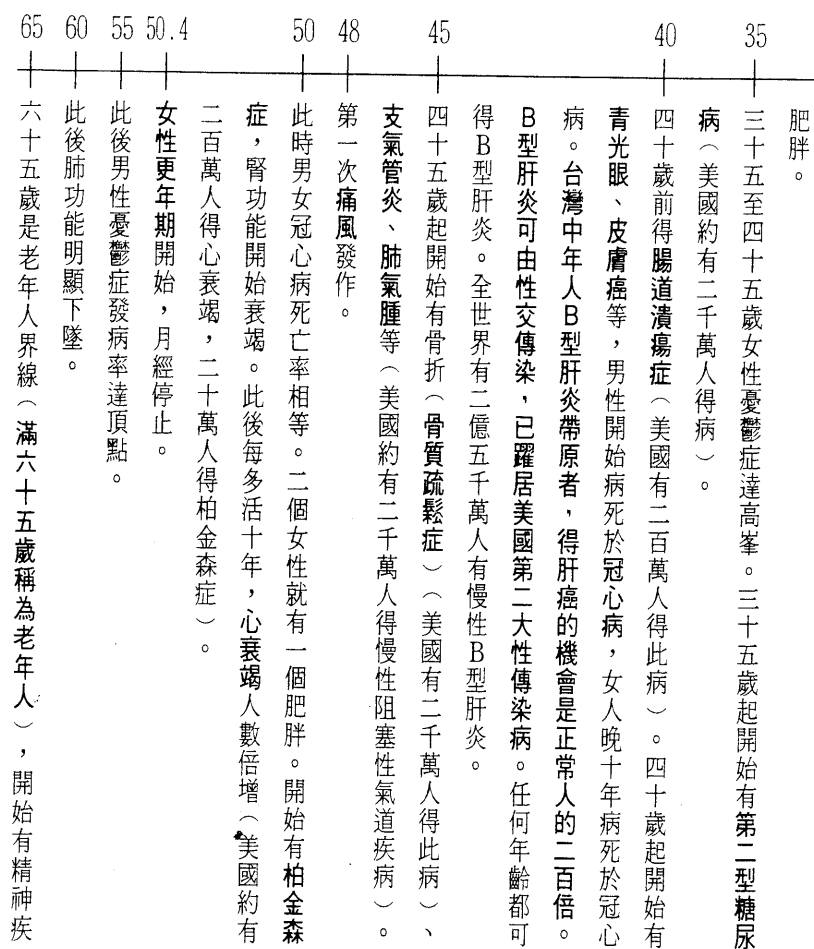 35 40 45 48 50 50.4 55 60 65
肥胖。
三十五至四十五歲女性憂鬱症達高峯。三十五歲起開始有第二型糖尿
病（美國約有二千萬人得病）。
四十歲前得腸道潰瘍症（美國有二百萬人得此病）。四十歲起開始有
青光眼、皮膚癌等，男性開始病死於冠心病，女人晚十年病死於冠心
病。台灣中年人B型肝炎帶原者，得肝癌的機會是正常人的二百倍。
B型肝炎可由性交傳染，已躍居美國第二大性傳染病。任何年齡都可
得B型肝炎。全世界有二億五千萬人有慢性B型肝炎。
四十五歲起開始有骨折（骨質疏鬆症）（美國有二千萬人得此病）、
支氣管炎、肺氣腫等（美國約有二千萬人得慢性阻塞性氣道疾病）。
第一次痛風發作。
此時男女冠心病死亡率相等。二個女性就有一個肥胖。開始有柏金森
症，腎功能開始衰竭。此後每多活十年，心衰竭人數倍增（美國約有
二百萬人得心衰竭，二十萬人得柏金森症）。
女性更年期開始，月經停止。
此後男性憂鬱症發病率達頂點。
此後肺功能明顯下墜。
六十五歲是老年人界線（滿六十五歲稱為老年人），開始有精神疾